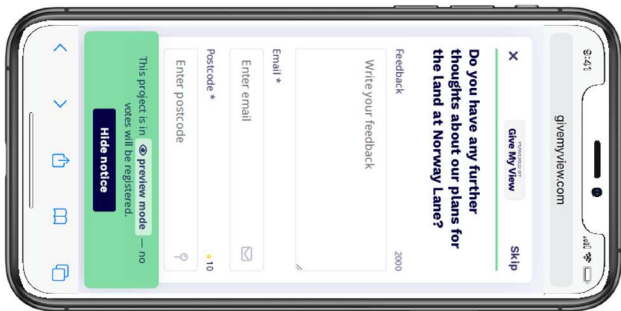 9:41
givemyview.com
POWERED BY
Give My View
Skip
Do you have any further
thoughts about our plans for
the land at Norway Lane?
Feedback
2000
Write your feedback
Email *
Enter email
Postcode *
10
Enter postcode
This project is in preview mode — no
votes will be registered.
Hide notice